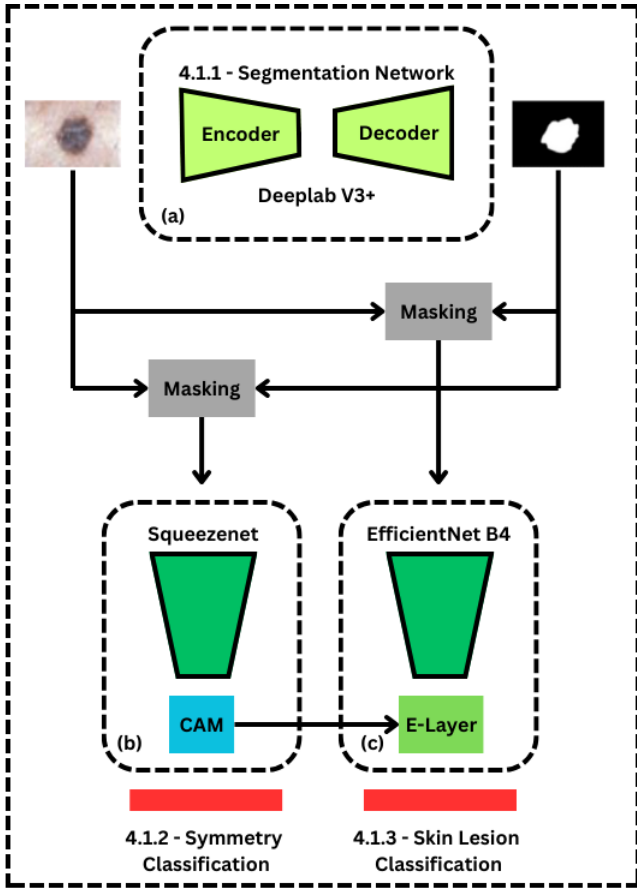 4.1.1 - Segmentation Network
Encoder
Decoder
Deeplab V3+
(a)
Masking
Masking
Squeezenet
EfficientNet B4
CAM
E-Layer
(b)
(c)
4.1.2 - Symmetry
Classification
4.1.3 - Skin Lesion
Classification